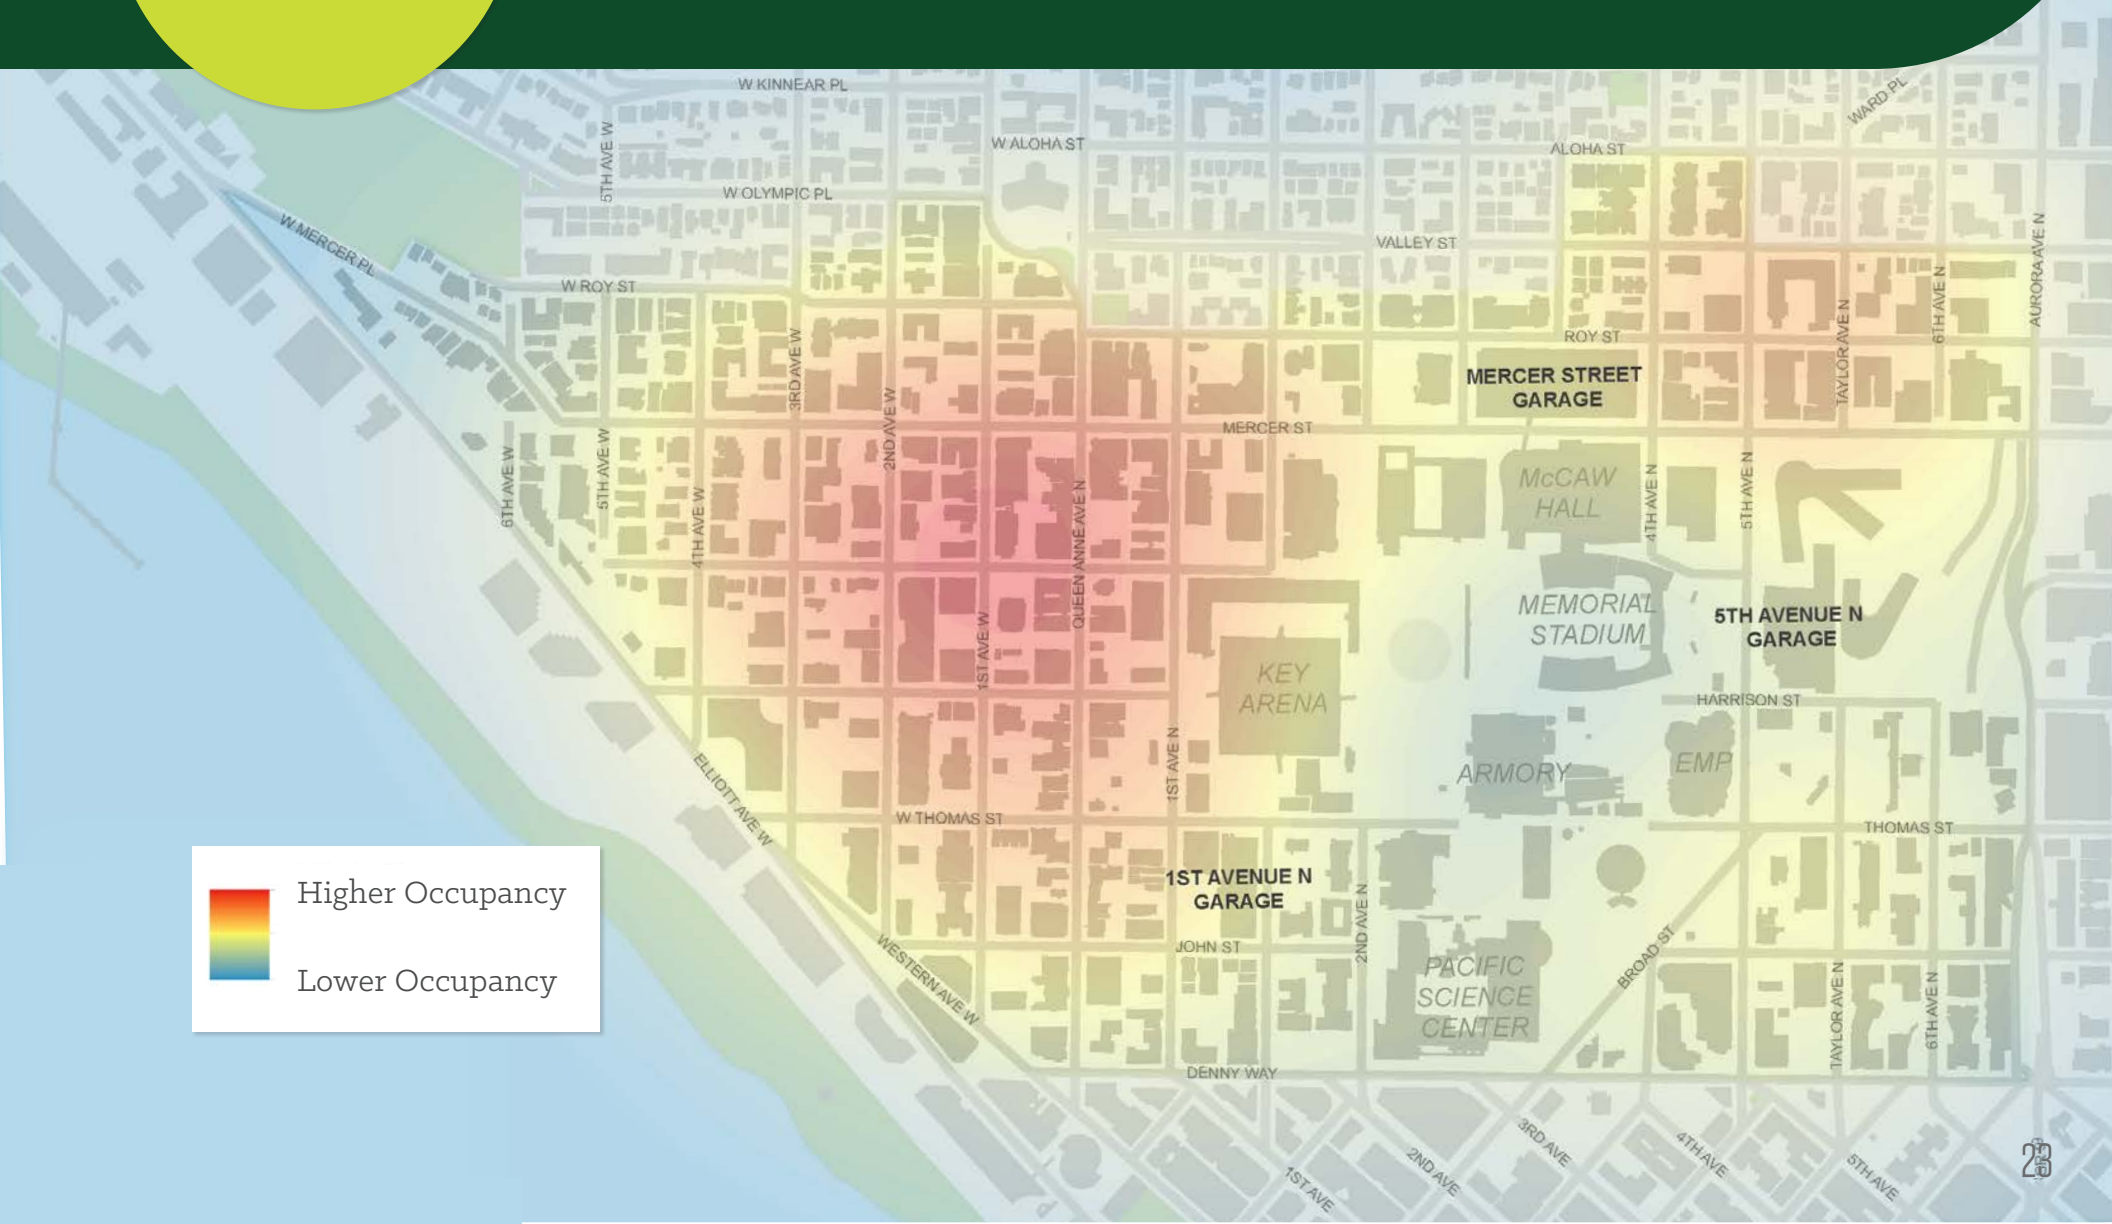 W KINNEAR PL
WARD PL
5TH AVE W
W ALOHA ST
ALOHA ST
W OLYMPIC PL
W MERCER PL
VALLEY ST
AURORA AVE N
W ROY ST
6TH AVE N
3RD AVE W
ROY ST
TAYLOR AVE N
MERCER STREET
GARAGE
2ND AVE W
MERCER ST
6TH AVE W
5TH AVE W
4TH AVE W
QUEEN ANNE AVE N
McCAW
HALL
4TH AVE N
5TH AVE N
1ST AVE W
MEMORIAL
STADIUM
5TH AVENUE N
GARAGE
KEY
ARENA
HARRISON ST
ELLIOTT AVE W
1ST AVE N
ARMORY
EMP
W THOMAS ST
THOMAS ST
Higher Occupancy
Lower Occupancy
1ST AVENUE N
GARAGE
2ND AVE N
WESTERN AVE W
JOHN ST
BROAD ST
PACIFIC
SCIENCE
CENTER
TAYLOR AVE N
6TH AVE N
DENNY WAY
1ST AVE
2ND AVE
3RD AVE
4TH AVE
5TH AVE
23